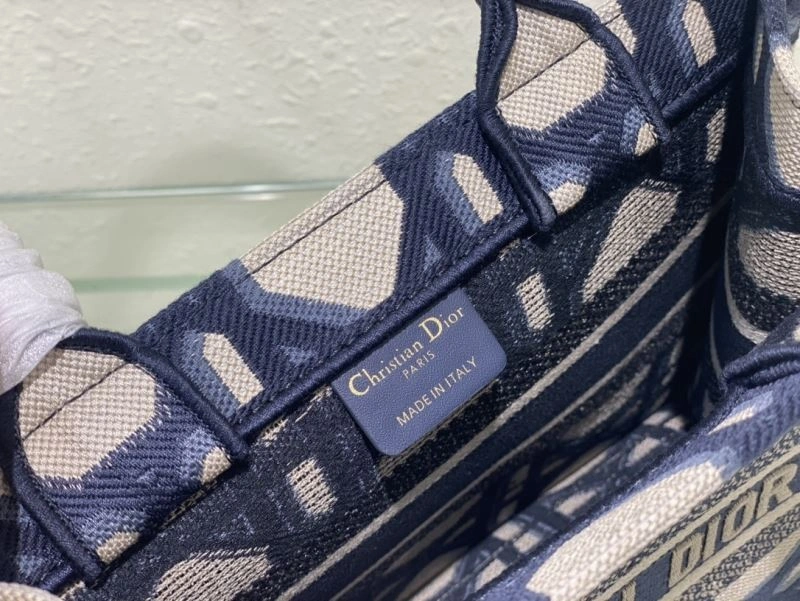 Christian Dior
PARIS
MADE IN ITALY
DIOR